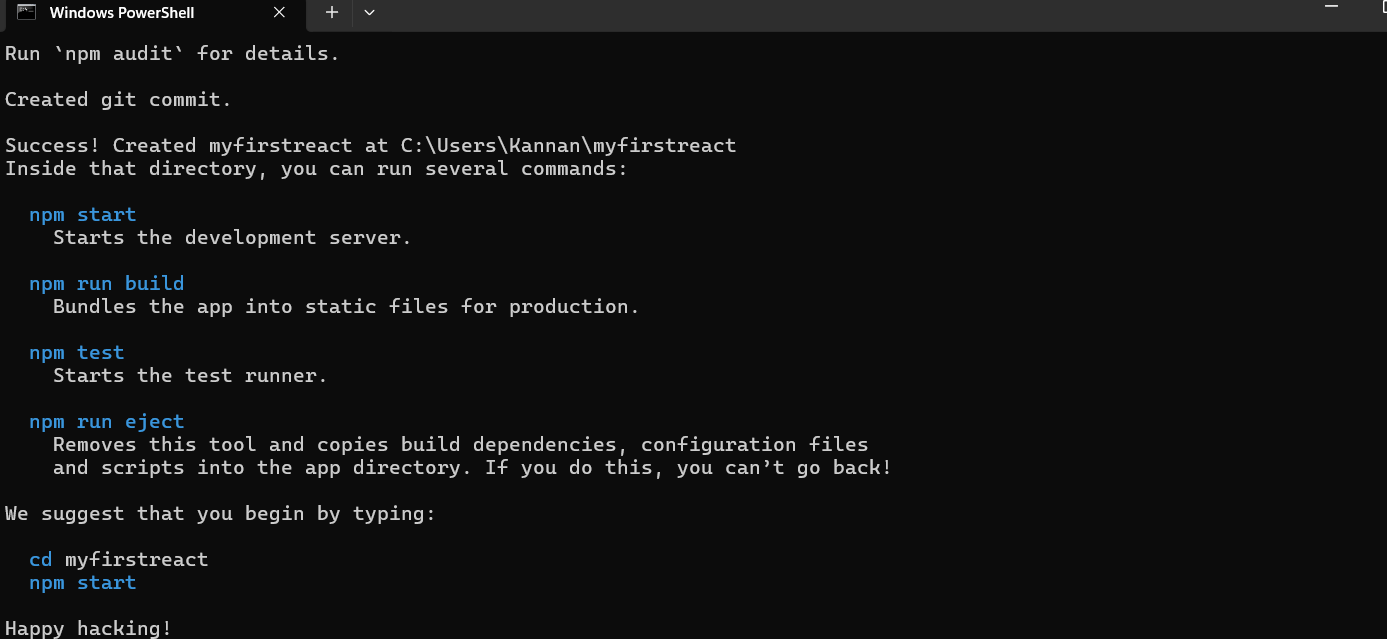 Windows PowerShell
Run `npm audit` for details.
Created git commit.
Success! Created myfirstreact at C:\Users\Kannan\myfirstreact
Inside that directory, you can run several commands:
npm start
Starts the development server.
npm run build
Bundles the app into static files for production.
npm test
Starts the test runner.
npm run eject
Removes this tool and copies build dependencies, configuration files
and scripts into the app directory. If you do this, you can’t go back!
We suggest that you begin by typing:
cd myfirstreact
npm start
Happy hacking!